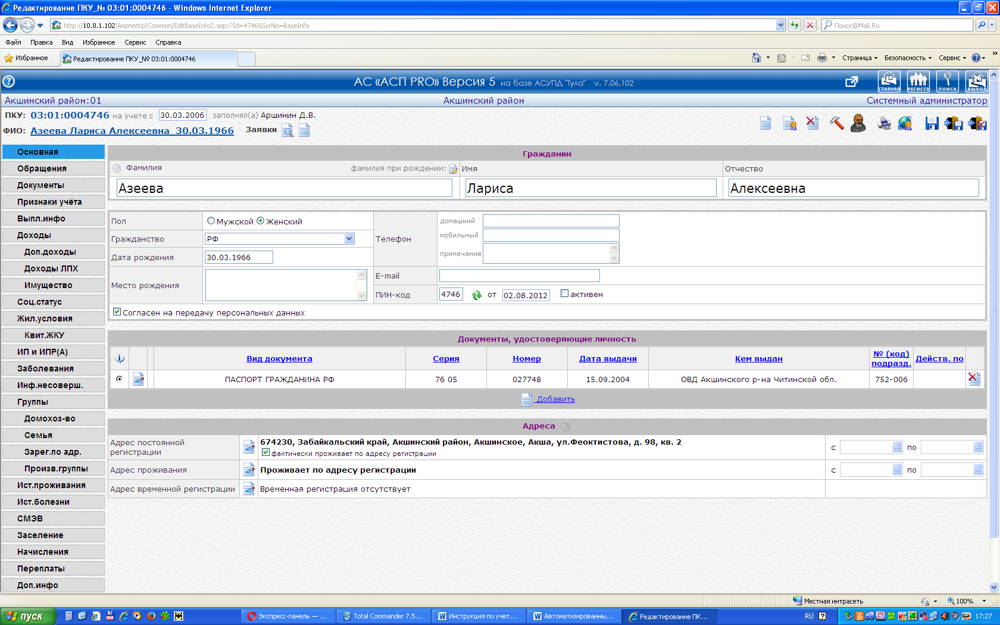 Редактирование ПКУ_№ 03:01:0004746 - Windows Internet Explorer
http://10.8.1.102/AspnetKp/Common/EditBaseInfo2.aspx?Id=4746&ScrNo=BaseInfo
Поиск@Mail.Ru
Файл Правка Вид Избранное Сервис Справка
Избранное Редактирование ПКУ_№ 03:01:0004746 Страница Безопасность Сервис
АС «АСП PRO» Версия 5 на базе АСУПД "Тула" v. 7.06.102
ГЛАВНАЯ РЕГИСТР ПОИСК ВЫХОД
Акшинский район:01 Акшинский район Системный администратор
ПКУ: 03:01:0004746 на учете с 30.03.2006 заполнял(а) Аршинин Д.В.
ФИО: Азеева Лариса Алексеевна 30.03.1966 Заявки
Основная
Обращения
Документы
Признаки учёта
Выпл.инфо
Доходы
Доп.доходы
Доходы ЛПХ
Имущество
Соц.статус
Жил.условия
Квит.ЖКУ
ИП и ИПР(А)
Заболевания
Инф.несоверш.
Группы
Домохоз-во
Семья
Зарег.по адр.
Произв.группы
Ист.проживания
Ист.болезни
СМЭВ
Заселение
Начисления
Переплаты
Доп.инфо
Гражданин
Фамилия фамилия при рождении: Имя Отчество
Азеева Лариса Алексеевна
Пол Мужской Женский
Гражданство РФ
Дата рождения 30.03.1966
Место рождения
Телефон
домашний
мобильный
примечание
E-mail
ПИН-код 4746 от 02.08.2012 активен
Согласен на передачу персональных данных
Документы, удостоверяющие личность
Вид документа Серия Номер Дата выдачи Кем выдан № (код) подразд. Действ. по
ПАСПОРТ ГРАЖДАНИНА РФ 76 05 027748 15.09.2004 ОВД Акшинского р-на Читинской обл. 752-006
Добавить
Адреса
Адрес постоянной регистрации 674230, Забайкальский край, Акшинский район, Акшинское, Акша, ул.Феоктистова, д. 98, кв. 2 с ... по ...
фактически проживает по адресу регистрации
Адрес проживания Проживает по адресу регистрации с ... по ...
Адрес временной регистрации Временная регистрация отсутствует
Местная интрасеть 100%
пуск Экспресс-панель — ... Total Commander 7.5... Инструкция по учет... Автоматизированны... Редактирование ПК... RU 17:27